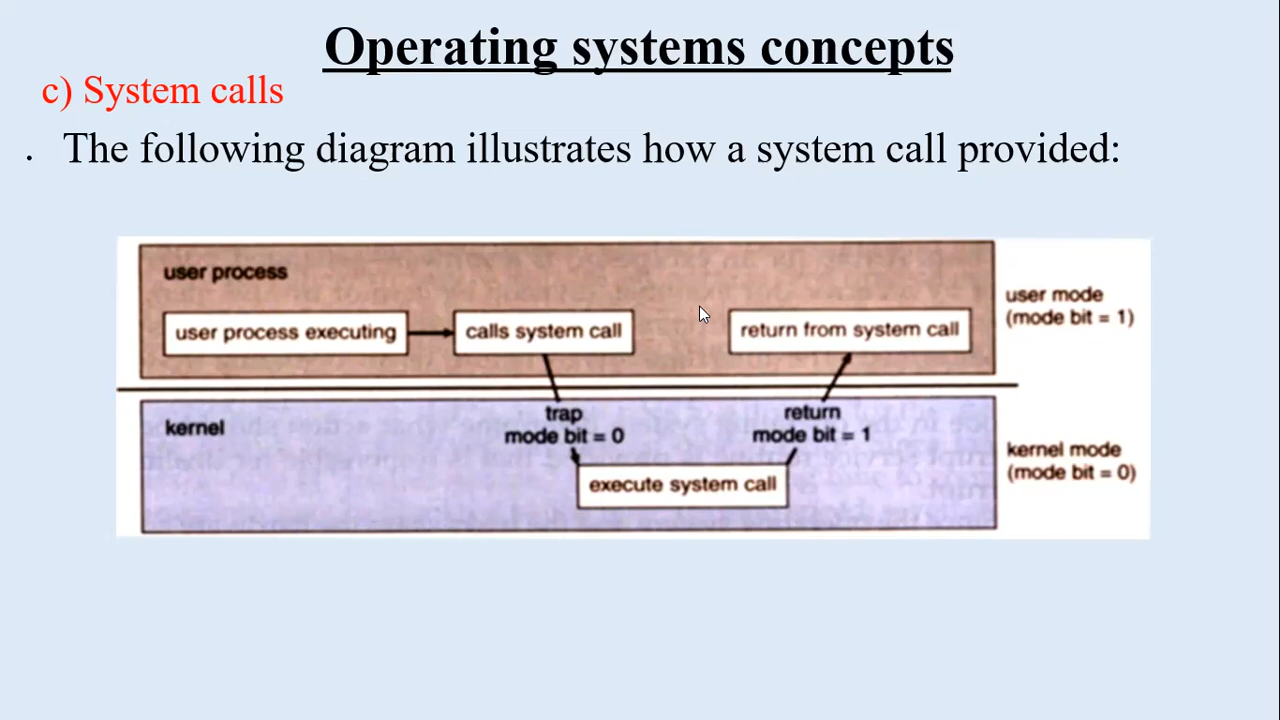 Operating systems concepts
c) System calls
. The following diagram illustrates how a system call provided:
user process
user process executing
calls system call
return from system call
user mode
(mode bit = 1)
kernel
trap
mode bit = 0
return
mode bit = 1
execute system call
kernel mode
(mode bit = 0)